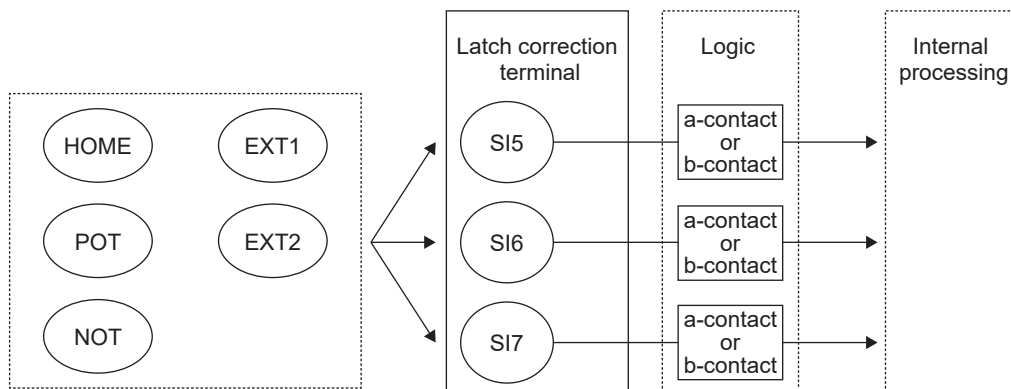 Latch correction
terminal
Logic
Internal
processing
HOME
EXT1
POT
EXT2
NOT
SI5
a-contact
or
b-contact
SI6
a-contact
or
b-contact
SI7
a-contact
or
b-contact